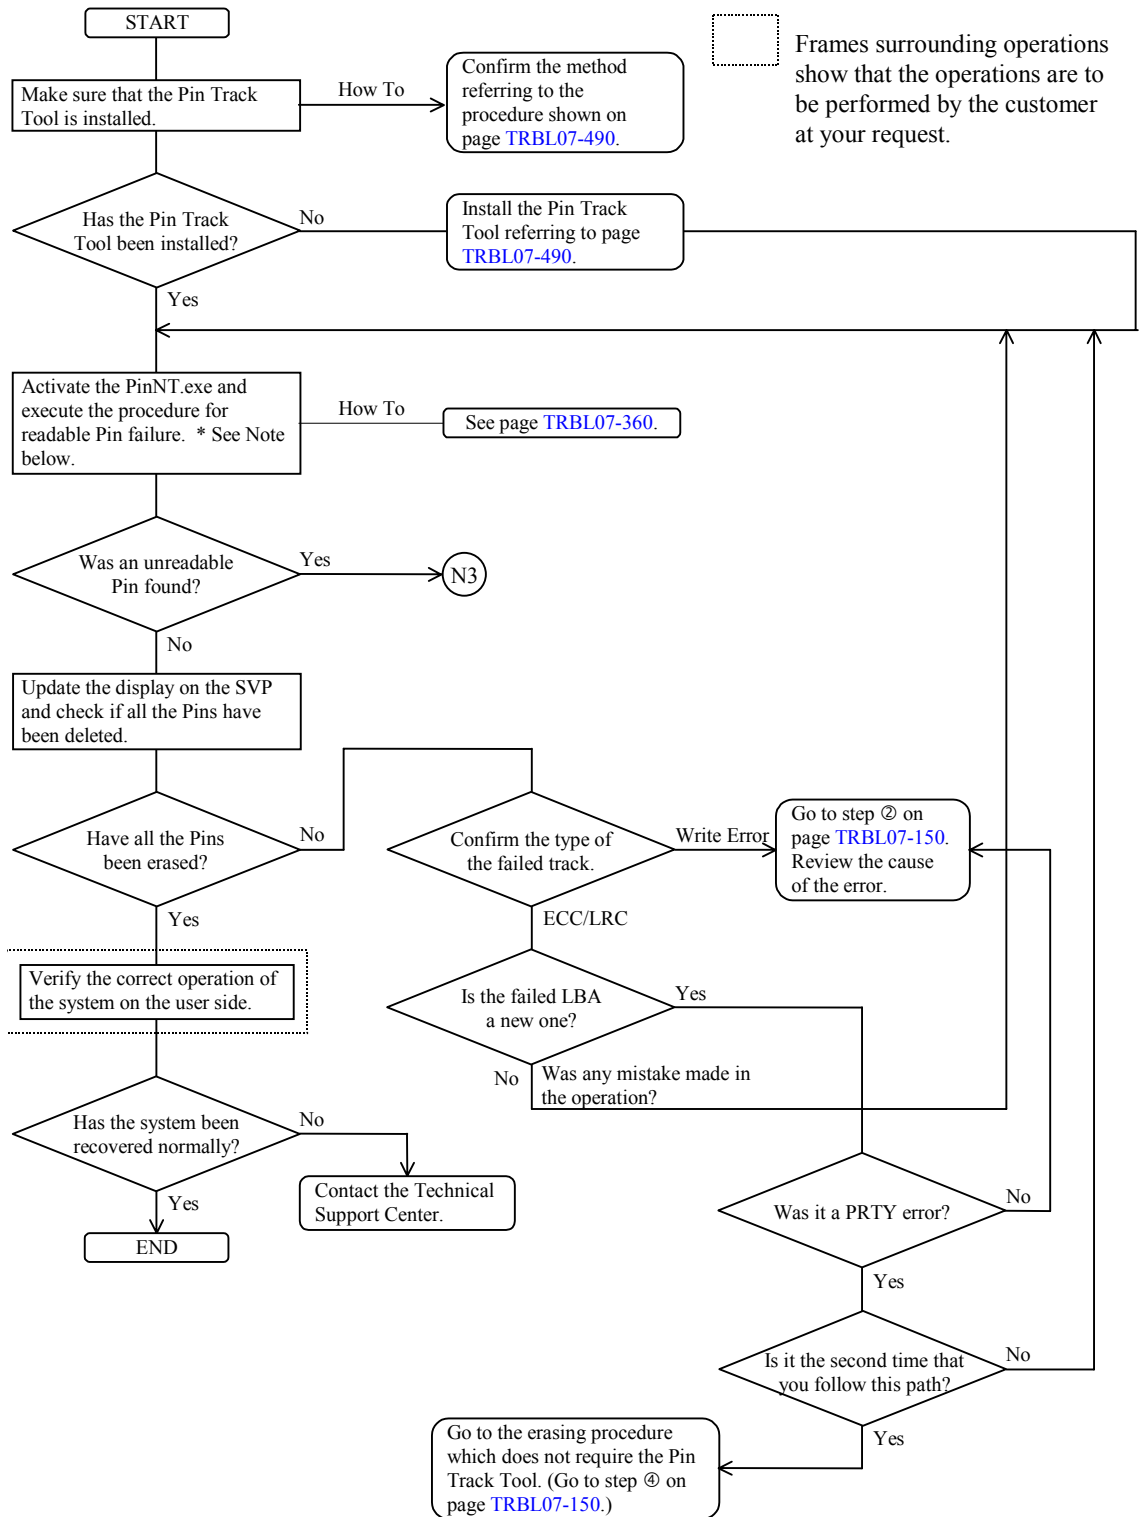 START
Frames surrounding operations
show that the operations are to
be performed by the customer
at your request.
Make sure that the Pin Track
Tool is installed.
How To
Confirm the method
referring to the
procedure shown on
page TRBL07-490.
Has the Pin Track
Tool been installed?
No
Install the Pin Track
Tool referring to page
TRBL07-490.
Yes
Activate the PinNT.exe and
execute the procedure for
readable Pin failure.  * See Note
below.
How To
See page TRBL07-360.
Was an unreadable
Pin found?
Yes
N3
No
Update the display on the SVP
and check if all the Pins have
been deleted.
Have all the Pins
been erased?
No
Confirm the type of
the failed track.
Write Error
Go to step ② on
page TRBL07-150.
Review the cause
of the error.
Yes
ECC/LRC
Verify the correct operation of
the system on the user side.
Is the failed LBA
a new one?
Yes
No
Was any mistake made in
the operation?
Has the system been
recovered normally?
No
Contact the Technical
Support Center.
Yes
END
Was it a PRTY error?
No
Yes
Is it the second time that
you follow this path?
No
Yes
Go to the erasing procedure
which does not require the Pin
Track Tool. (Go to step ④ on
page TRBL07-150.)